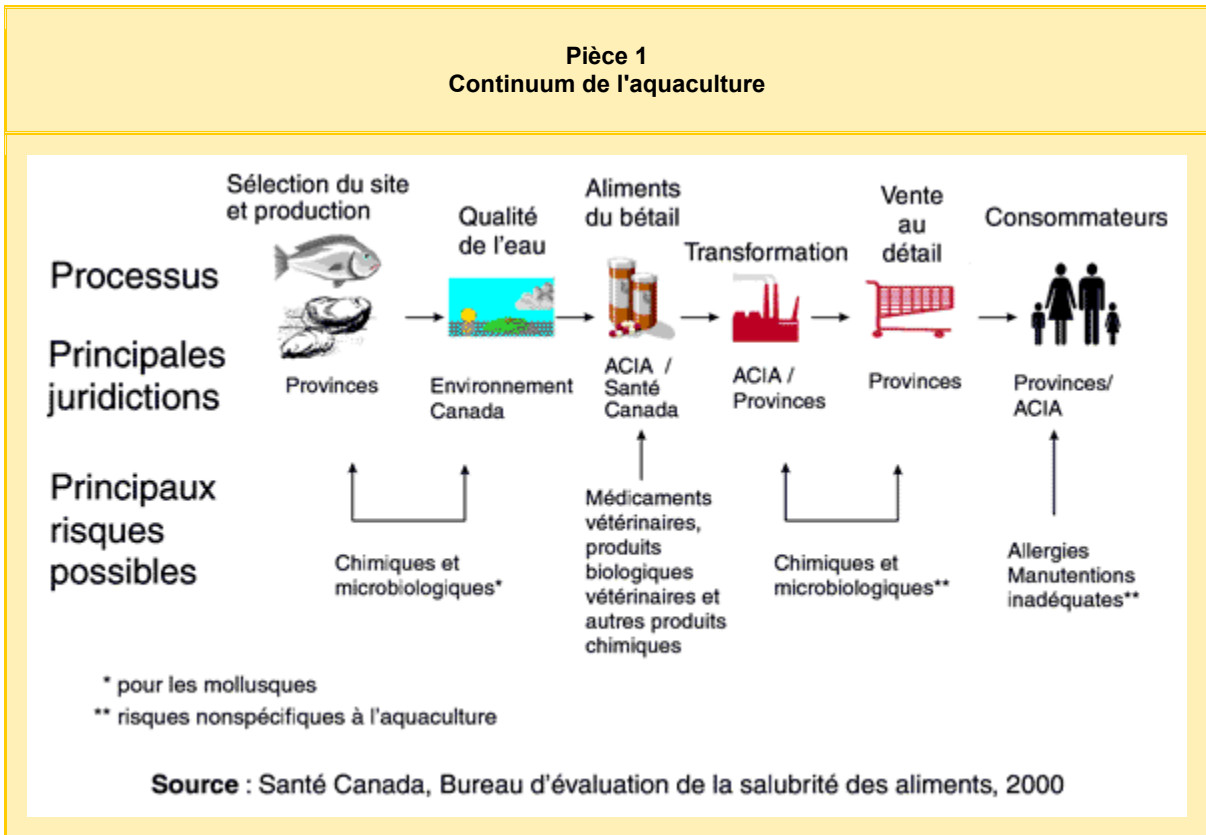 Pièce 1
Continuum de l'aquaculture
Sélection du site
et production
Qualité
de l'eau
Aliments
du bétail
Transformation
Vente
au
détail
Consommateurs
Processus
Principales
juridictions
Provinces
Environnement
Canada
ACIA /
Santé
Canada
ACIA /
Provinces
Provinces
Provinces/
ACIA
Principaux
risques
possibles
Chimiques et
microbiologiques*
Médicaments
vétérinaires,
produits
biologiques
vétérinaires et
autres produits
chimiques
Chimiques et
microbiologiques**
Allergies
Manutentions
inadéquates**
* pour les mollusques
** risques nonspécifiques à l'aquaculture
Source : Santé Canada, Bureau d'évaluation de la salubrité des aliments, 2000